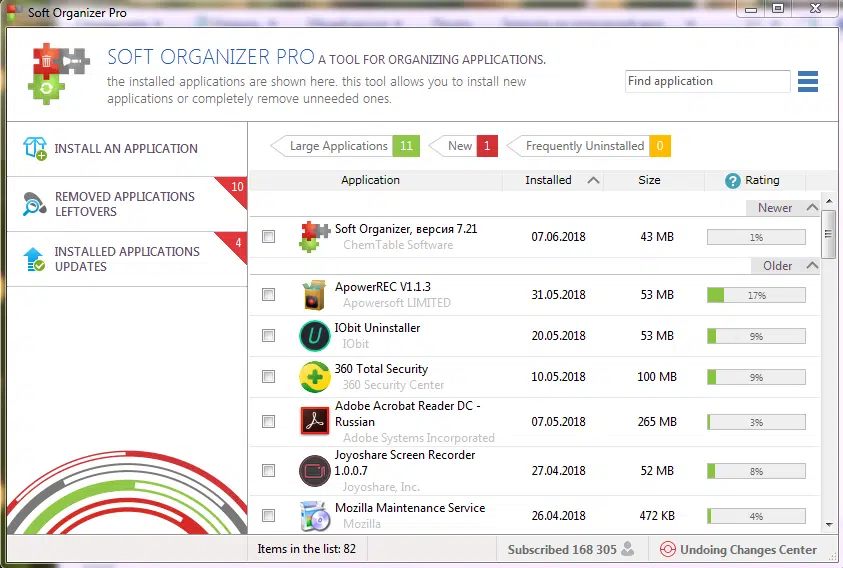 Soft Organizer Pro
SOFT ORGANIZER PRO A TOOL FOR ORGANIZING APPLICATIONS.
the installed applications are shown here. this tool allows you to install new
applications or completely remove unneeded ones.
Find application
INSTALL AN APPLICATION
REMOVED APPLICATIONS
LEFTOVERS
10
INSTALLED APPLICATIONS
UPDATES
4
Large Applications 11 New 1 Frequently Uninstalled 0
Application Installed Size ? Rating
Newer
Soft Organizer, версия 7.21
ChemTable Software
07.06.2018 43 MB 1%
Older
ApowerREC V1.1.3
Apowersoft LIMITED
31.05.2018 53 MB 17%
IObit Uninstaller
IObit
20.05.2018 53 MB 9%
360 Total Security
360 Security Center
10.05.2018 100 MB 9%
Adobe Acrobat Reader DC -
Russian
Adobe Systems Incorporated
07.05.2018 265 MB 3%
Joyoshare Screen Recorder
1.0.0.7
Joyoshare, Inc.
27.04.2018 52 MB 8%
Mozilla Maintenance Service
Mozilla
26.04.2018 472 KB 4%
Items in the list: 82
Subscribed 168 305
Undoing Changes Center